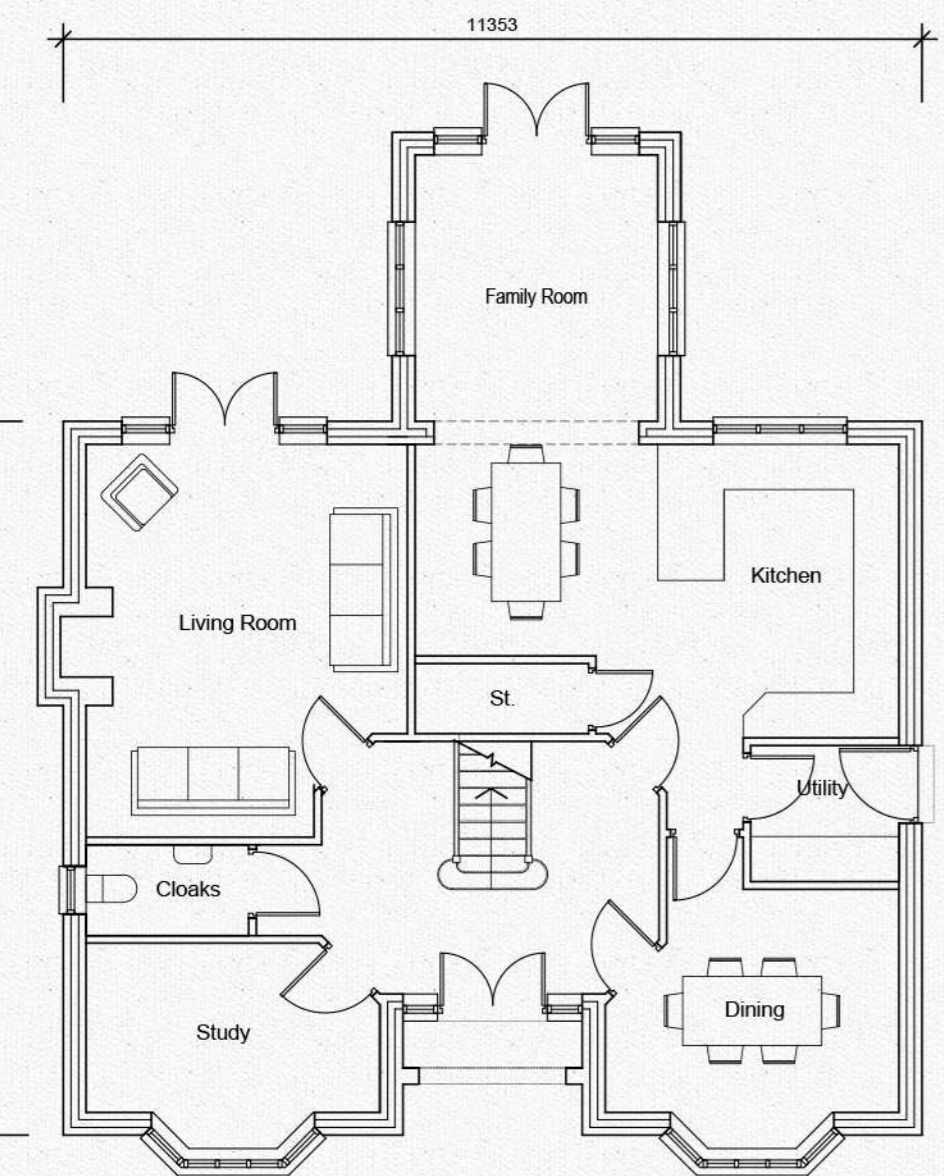 11353
Family Room
Kitchen
Living Room
St.
Utility
Cloaks
Dining
Study